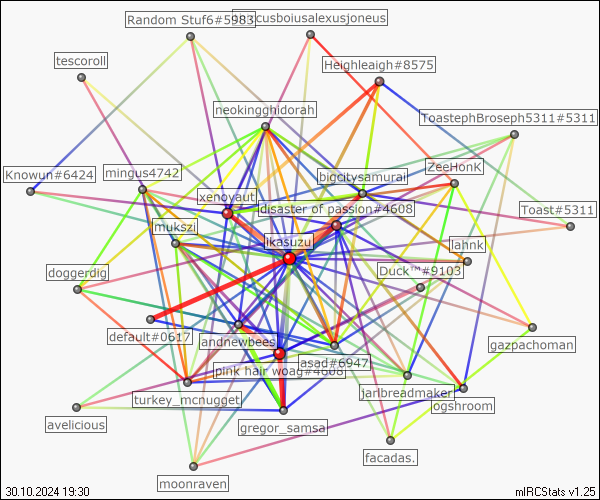 Random Stuf6#5983
marcusboiusalexusjoneus
tescoroll
Heighleaigh#8575
neokingghidorah
ToastephBroseph5311#5311
Knowun#6424
mingus4742
bigcitysamurai
ZeeHonK
xenovaut
disaster of passion#4608
Toast#5311
mukszi
ikasuzu
lahnk
doggerdig
Duck™#9103
default#0617
andnewbees
gazpachoman
pink hair woag#4608
asad#6947
turkey_mcnugget
jarlbreadmaker
ogshroom
avelicious
gregor_samsa
facadas.
moonraven
30.10.2024 19:30
mIRCStats v1.25